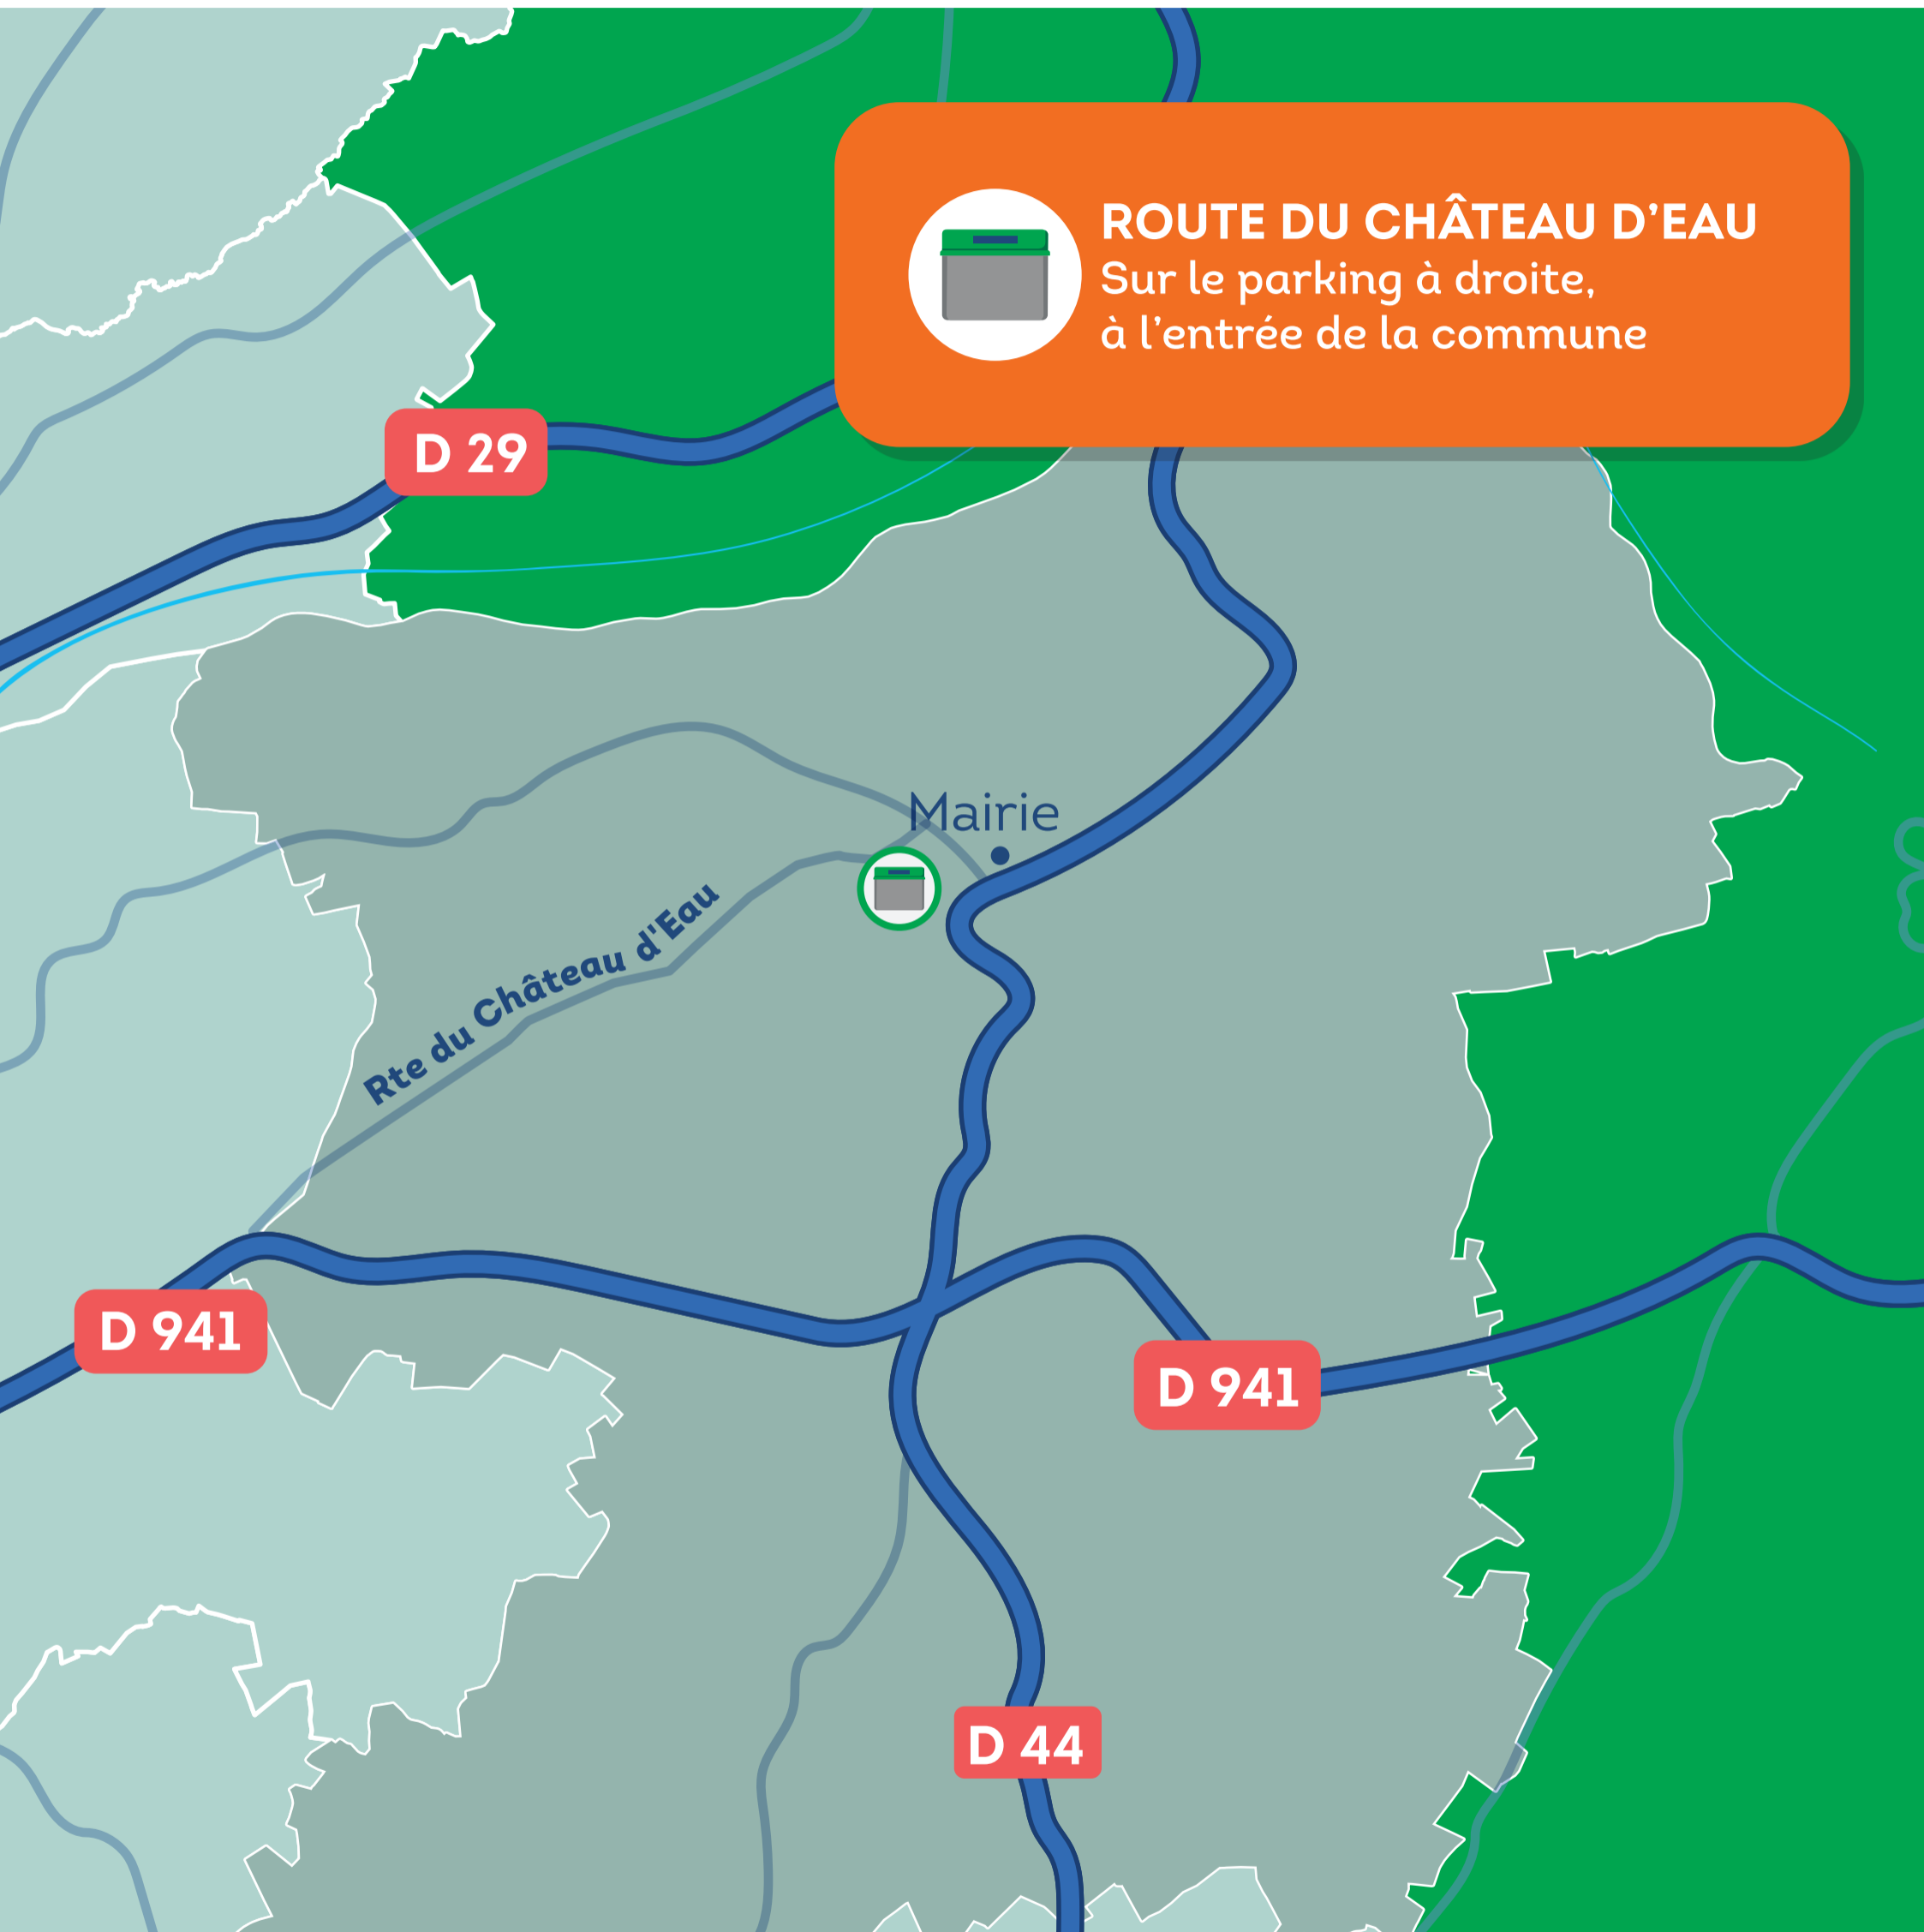 ROUTE DU CHÂTEAU D'EAU
Sur le parking à droite,
à l'entrée de la commune
D 29
Mairie
Rte du Château d'Eau
D 941
D 941
D 44